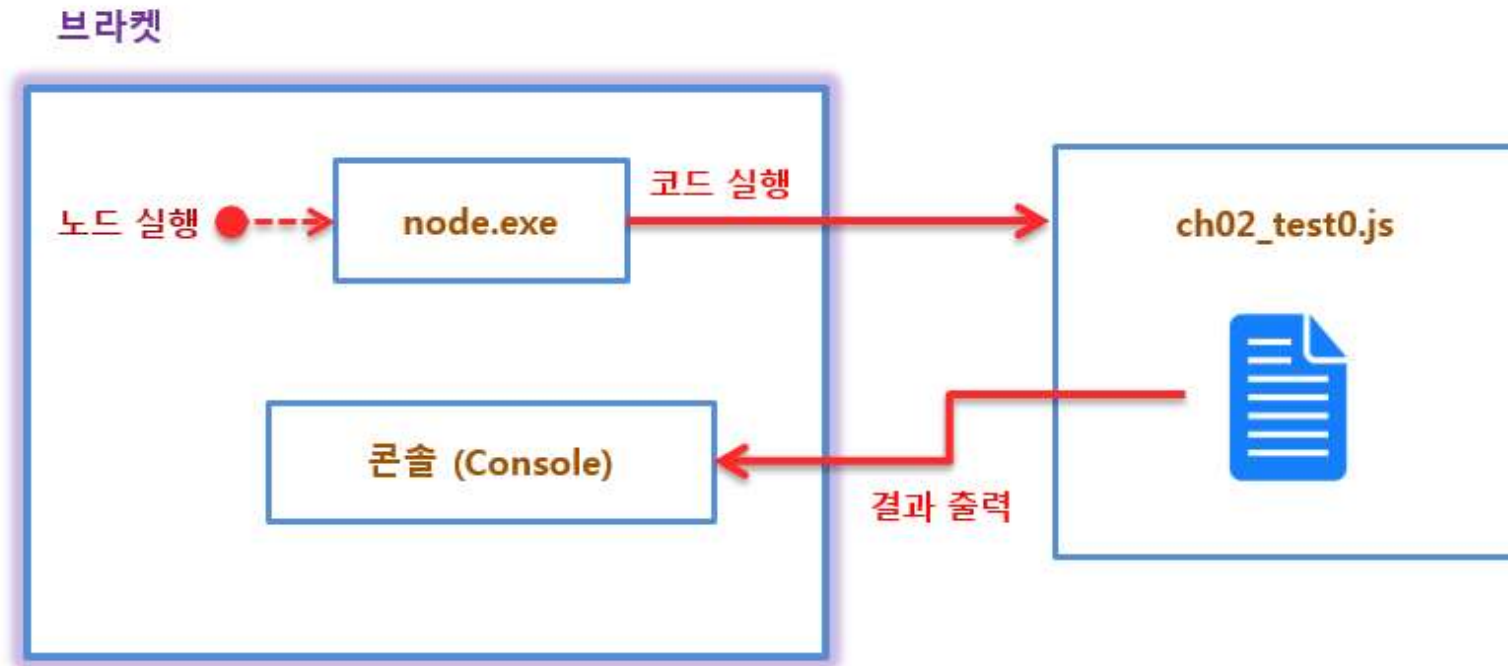 브라켓
노드 실행
node.exe
코드 실행
ch02_test0.js
콘솔 (Console)
결과 출력